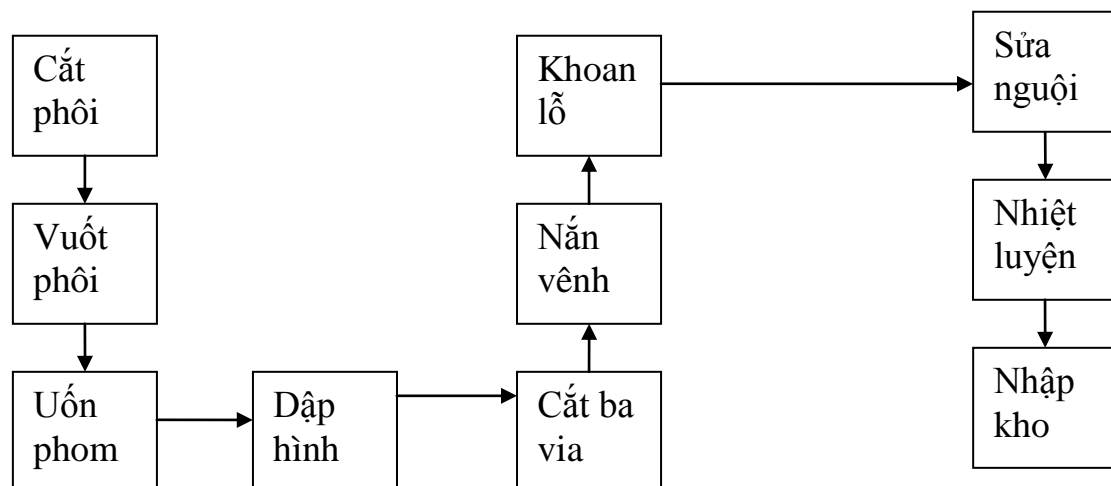 Cắt
phôi
Vuốt
phôi
Uốn
phom
Dập
hình
Cắt ba
via
Nắn
vênh
Khoan
lỗ
Sửa
nguội
Nhiệt
luyện
Nhập
kho